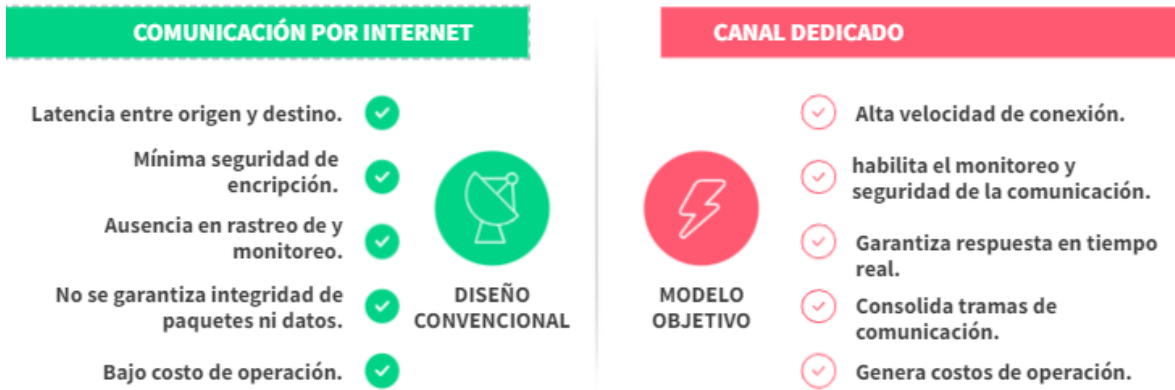 COMUNICACIÓN POR INTERNET
Latencia entre origen y destino.
Mínima seguridad de
encripción.
Ausencia en rastreo de y
monitoreo.
No se garantiza integridad de
paquetes ni datos.
Bajo costo de operación.
DISEÑO
CONVENCIONAL
CANAL DEDICADO
MODELO
OBJETIVO
Alta velocidad de conexión.
habilita el monitoreo y
seguridad de la comunicación.
Garantiza respuesta en tiempo
real.
Consolida tramas de
comunicación.
Genera costos de operación.